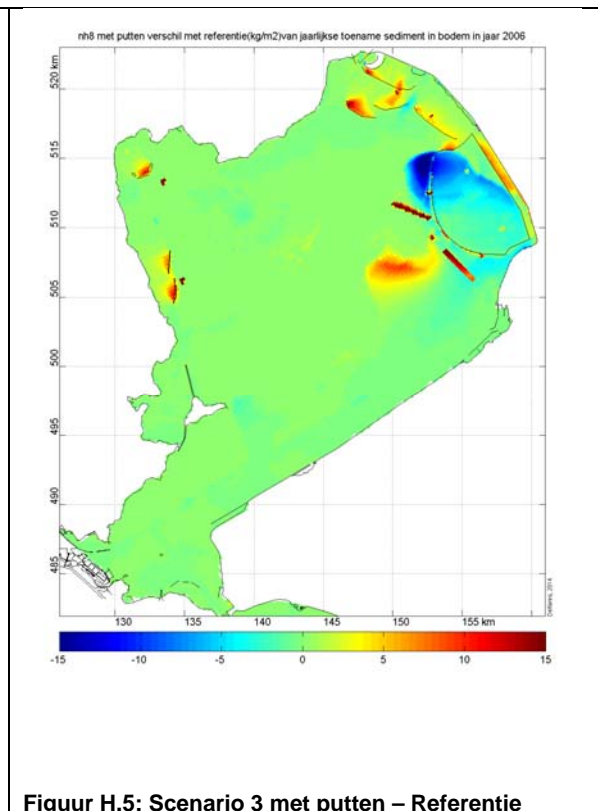 nh8 met putten verschil met referentie(kg/m2)van jaarlijkse toename sediment in bodem in jaar 2006
520 km
515
510
505
500
495
490
485
130 135 140 145 150 155 km
Deltares, 2014
-15 -10 -5 0 5 10 15
Figuur H.5: Scenario 3 met putten – Referentie